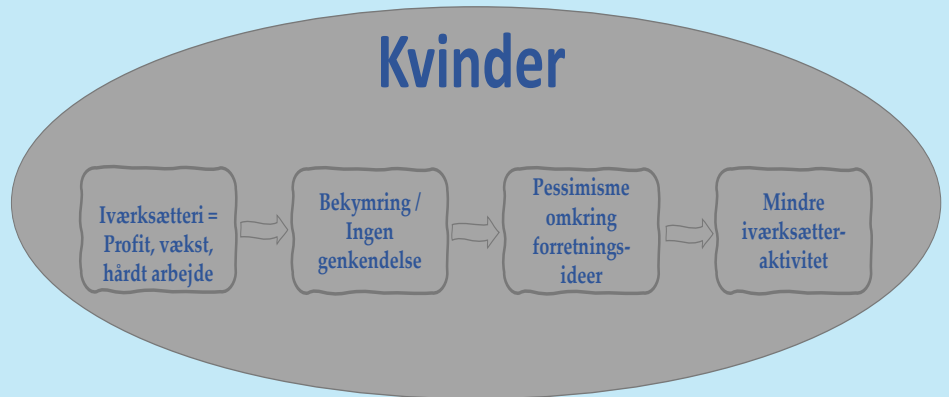 Kvinder
Iværksætteri =
Profit, vækst,
hårdt arbejde
Bekymring /
Ingen
genkendelse
Pessimisme
omkring
forretnings-
ideer
Mindre
iværksætter-
aktivitet